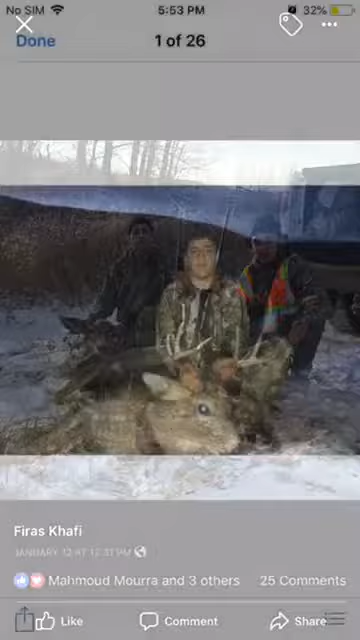 No SIM 5:53 PM 32%
Done 1 of 26
Firas Khafi
JANUARY 12 AT 12:31 PM
Mahmoud Mourra and 3 others 25 Comments
Like Comment Share